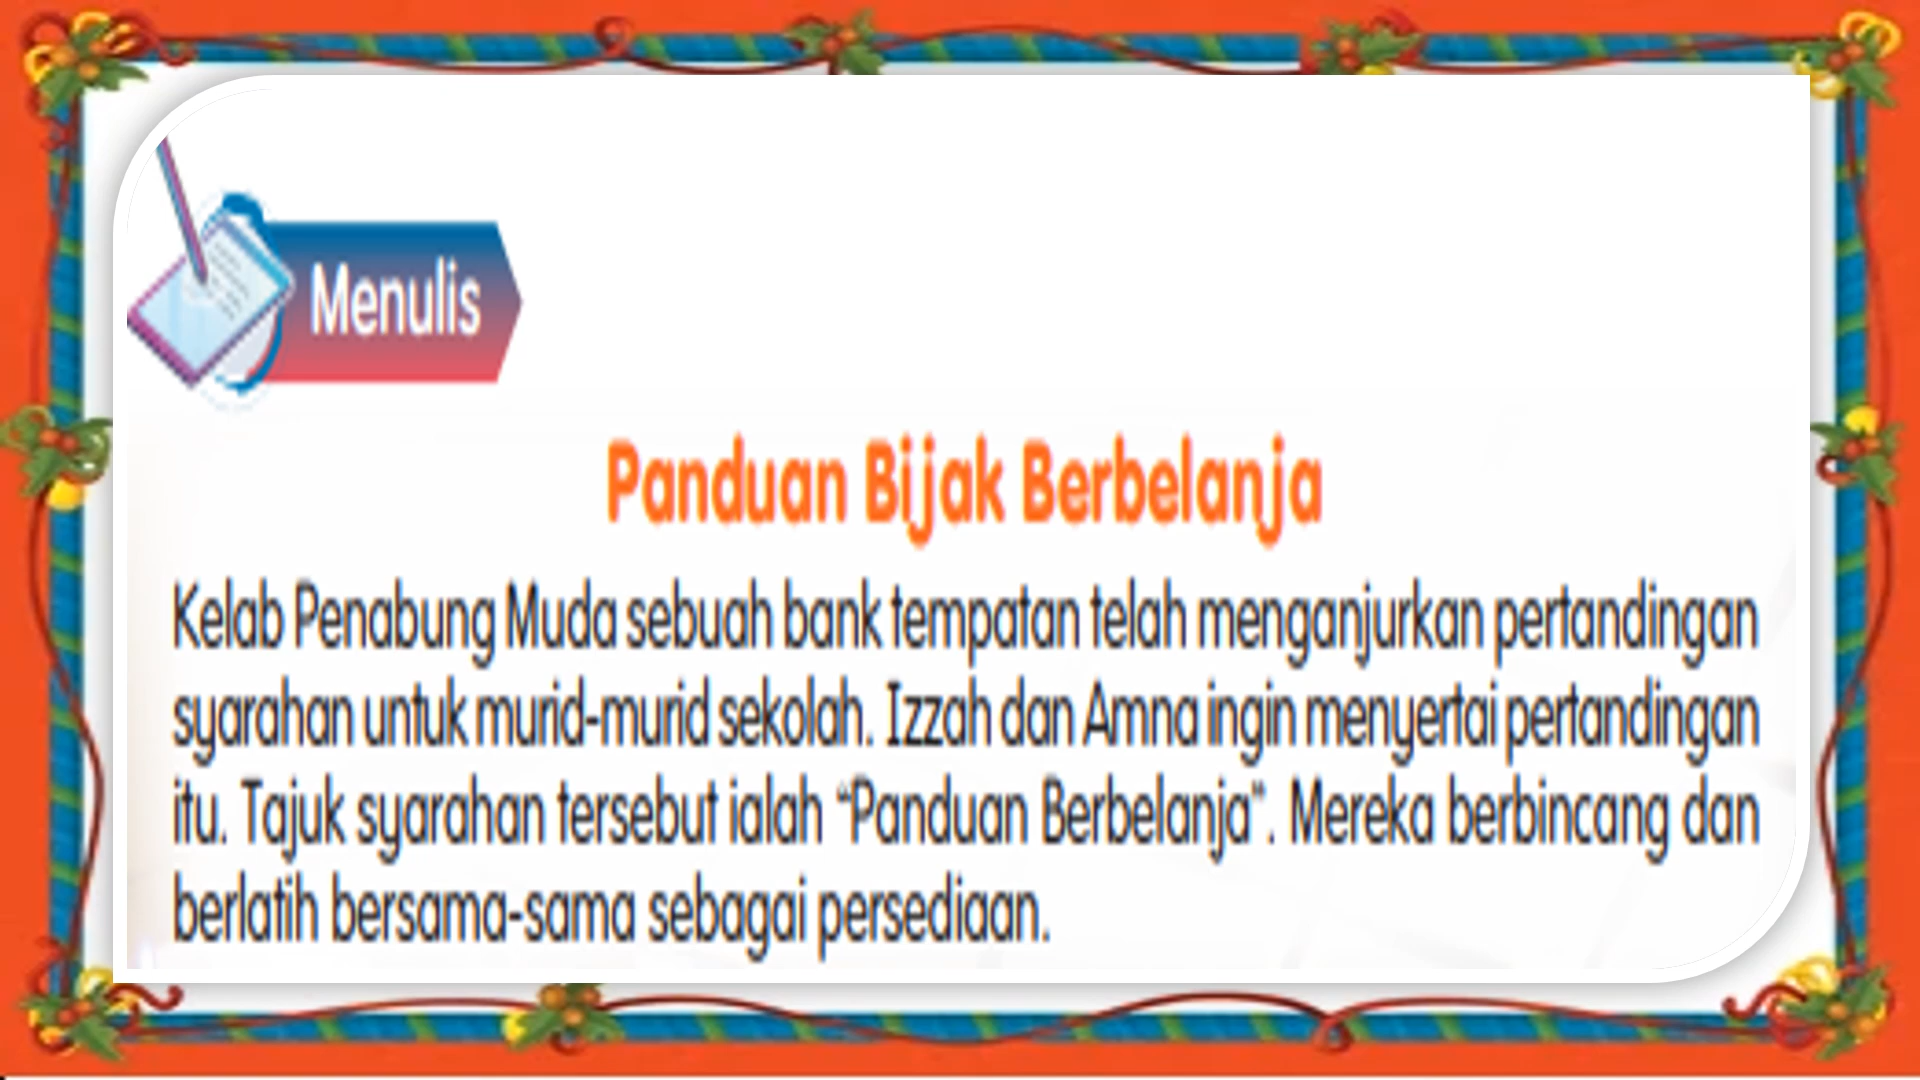 Menulis
Panduan Bijak Berbelanja
Kelab Penabung Muda sebuah bank tempatan telah menganjurkan pertandingan
syarahan untuk murid-murid sekolah. Izzah dan Amna ingin menyertai pertandingan
itu. Tajuk syarahan tersebut ialah “Panduan Berbelanja”. Mereka berbincang dan
berlatih bersama-sama sebagai persediaan.